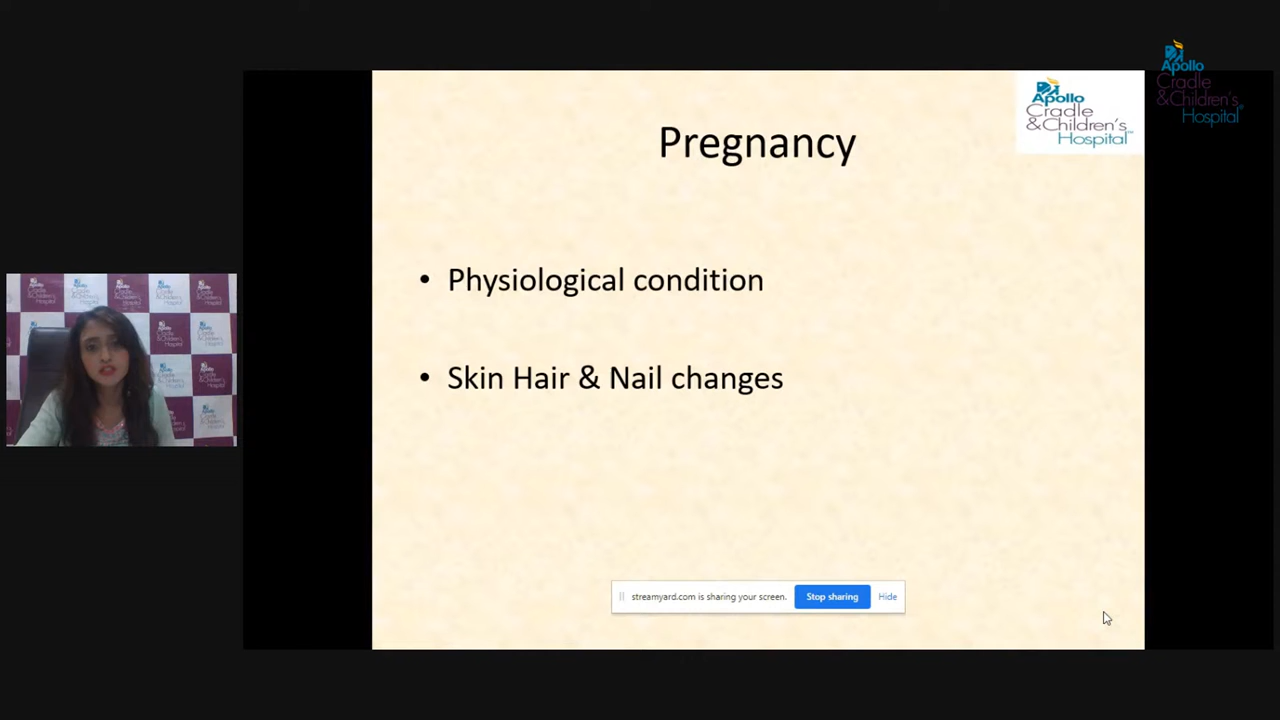 Apollo
Cradle
&Children's
Hospital
Apollo
Cradle
&Children's
Hospital
Pregnancy
• Physiological condition
• Skin Hair & Nail changes
streamyard.com is sharing your screen. Stop sharing Hide